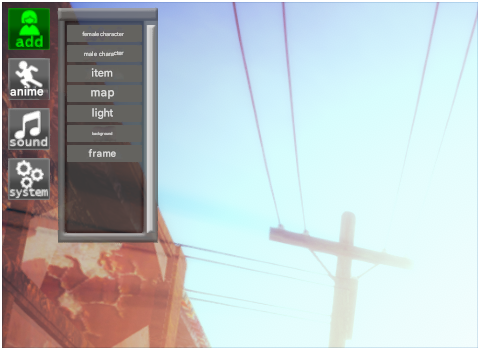 add
anime
sound
system
female character
male character
item
map
light
background
frame